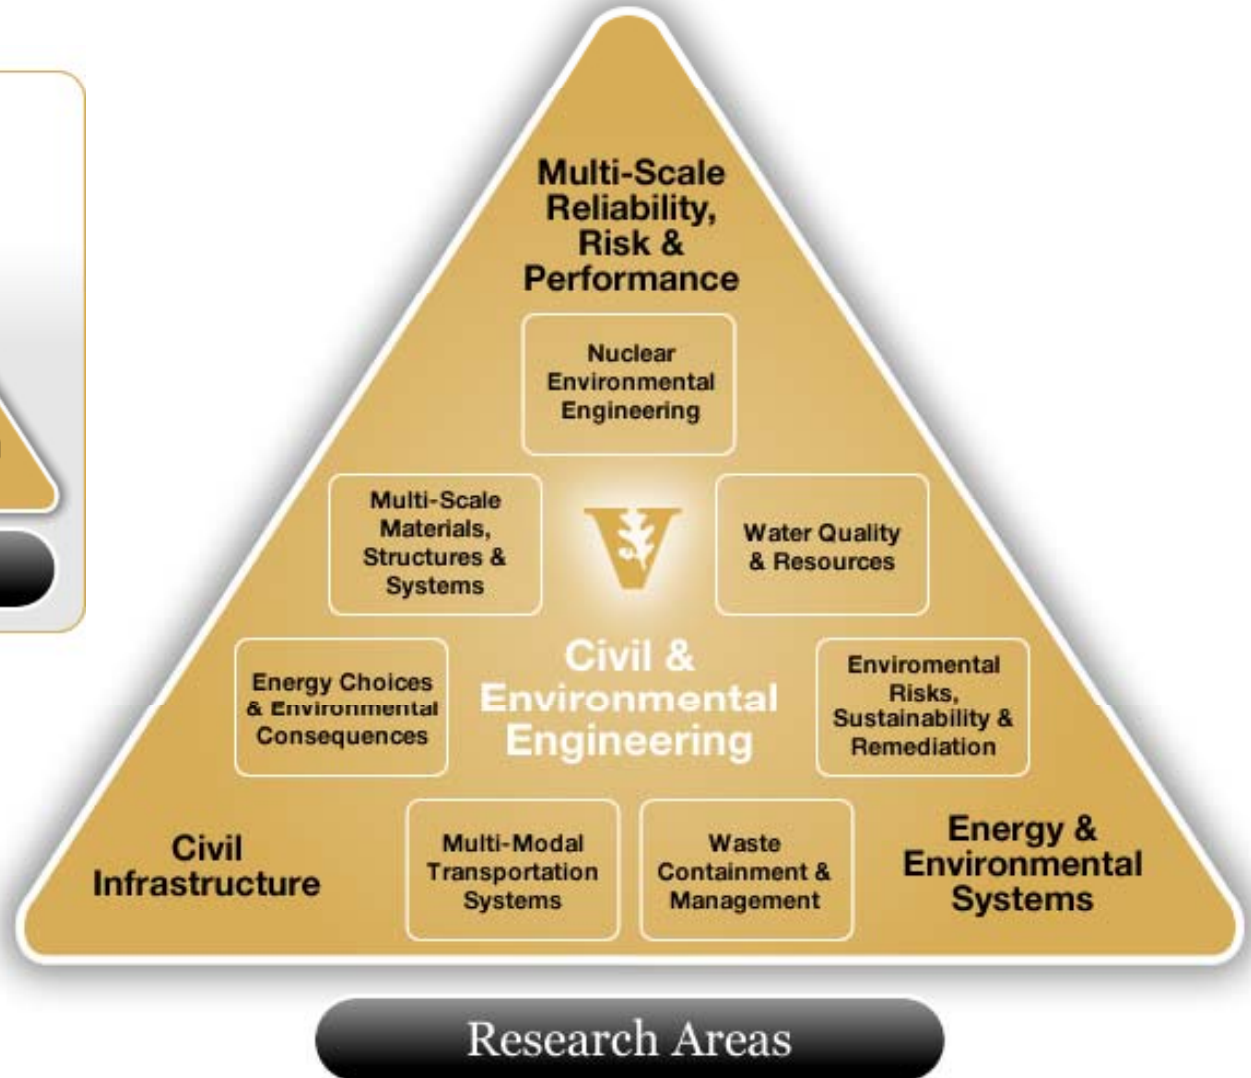 Multi-Scale
Reliability,
Risk &
Performance
Nuclear
Environmental
Engineering
Multi-Scale
Materials,
Structures &
Systems
V
Water Quality
& Resources
Energy Choices
& Environmental
Consequences
Civil &
Environmental
Engineering
Enviromental
Risks,
Sustainability &
Remediation
Civil
Infrastructure
Multi-Modal
Transportation
Systems
Waste
Containment &
Management
Energy &
Environmental
Systems
Research Areas